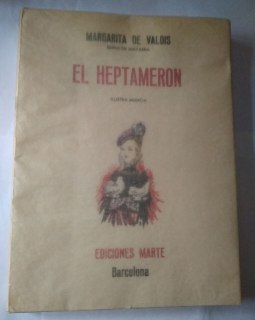 MARGARITA DE VALOIS
EL HEPTAMERON
EDICIONES MARTE
Barcelona